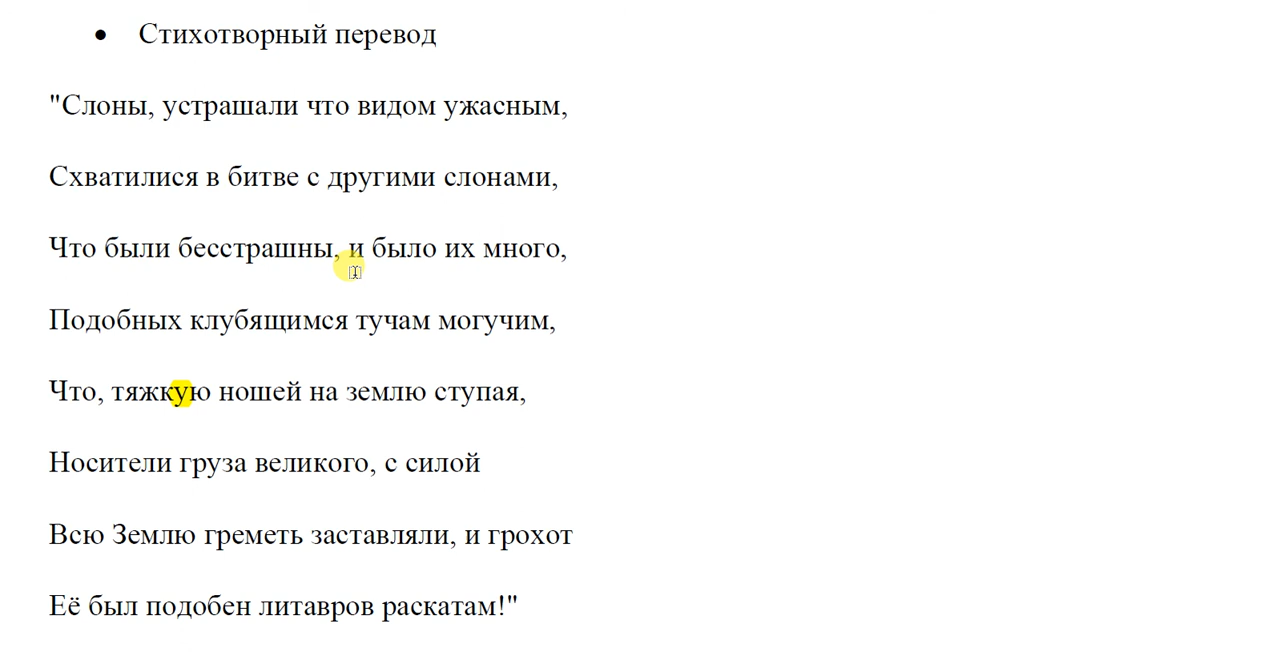 • Стихотворный перевод
"Слоны, устрашали что видом ужасным,
Схватилися в битве с другими слонами,
Что были бесстрашны, и было их много,
Подобных клубящимся тучам могучим,
Что, тяжкую ношей на землю ступая,
Носители груза великого, с силой
Всю Землю греметь заставляли, и грохот
Её был подобен литавров раскатам!"